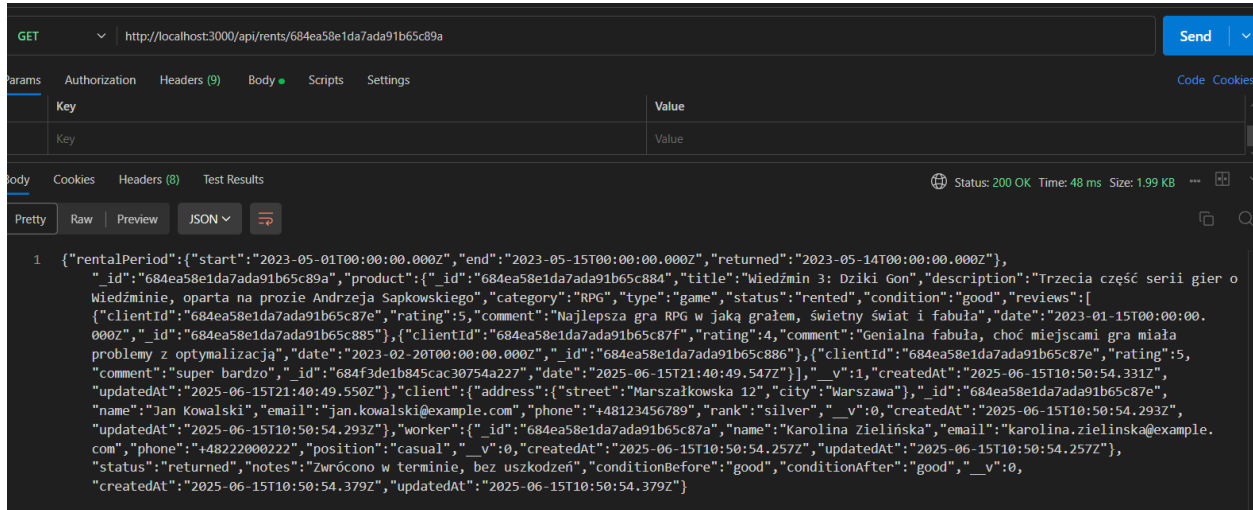 GET http://localhost:3000/api/rents/684ea58e1da7ada91b65c89a Send
Params Authorization Headers (9) Body Scripts Settings Code Cookies
Key Value
Key Value
Body Cookies Headers (8) Test Results Status: 200 OK Time: 48 ms Size: 1.99 KB
Pretty Raw Preview JSON
1 {"rentalPeriod":{"start":"2023-05-01T00:00:00.000Z","end":"2023-05-15T00:00:00.000Z","returned":"2023-05-14T00:00:00.000Z"},
"_id":"684ea58e1da7ada91b65c89a","product":{"_id":"684ea58e1da7ada91b65c884","title":"Wiedźmin 3: Dziki Gon","description":"Trzecia część serii gier o
Wiedźminie, oparta na prozie Andrzeja Sapkowskiego","category":"RPG","type":"game","status":"rented","condition":"good","reviews":[
{"clientId":"684ea58e1da7ada91b65c87e","rating":5,"comment":"Najlepsza gra RPG w jaką grałem, świetny świat i fabuła","date":"2023-01-15T00:00:00.
000Z","_id":"684ea58e1da7ada91b65c885"},{"clientId":"684ea58e1da7ada91b65c87f","rating":4,"comment":"Genialna fabuła, choć miejscami gra miała
problemy z optymalizacją","date":"2023-02-20T00:00:00.000Z","_id":"684ea58e1da7ada91b65c886"},{"clientId":"684ea58e1da7ada91b65c87e","rating":5,
"comment":"super bardzo","_id":"684f3de1b845cac30754a227","date":"2025-06-15T21:40:49.547Z"}],"__v":1,"createdAt":"2025-06-15T10:50:54.331Z",
"updatedAt":"2025-06-15T21:40:49.550Z"},"client":{"address":{"street":"Marszałkowska 12","city":"Warszawa"},"_id":"684ea58e1da7ada91b65c87e",
"name":"Jan Kowalski","email":"jan.kowalski@example.com","phone":"+48123456789","rank":"silver","__v":0,"createdAt":"2025-06-15T10:50:54.293Z",
"updatedAt":"2025-06-15T10:50:54.293Z"},"worker":{"_id":"684ea58e1da7ada91b65c87a","name":"Karolina Zielińska","email":"karolina.zielinska@example.
com","phone":"+48222000222","position":"casual","__v":0,"createdAt":"2025-06-15T10:50:54.257Z","updatedAt":"2025-06-15T10:50:54.257Z"},
"status":"returned","notes":"Zwrócono w terminie, bez uszkodzeń","conditionBefore":"good","conditionAfter":"good","__v":0,
"createdAt":"2025-06-15T10:50:54.379Z","updatedAt":"2025-06-15T10:50:54.379Z"}